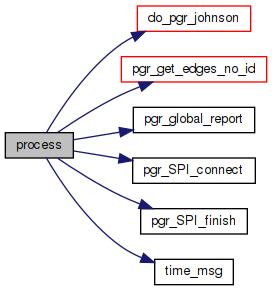 do_pgr_johnson
pgr_get_edges_no_id
pgr_global_report
process
pgr_SPI_connect
pgr_SPI_finish
time_msg